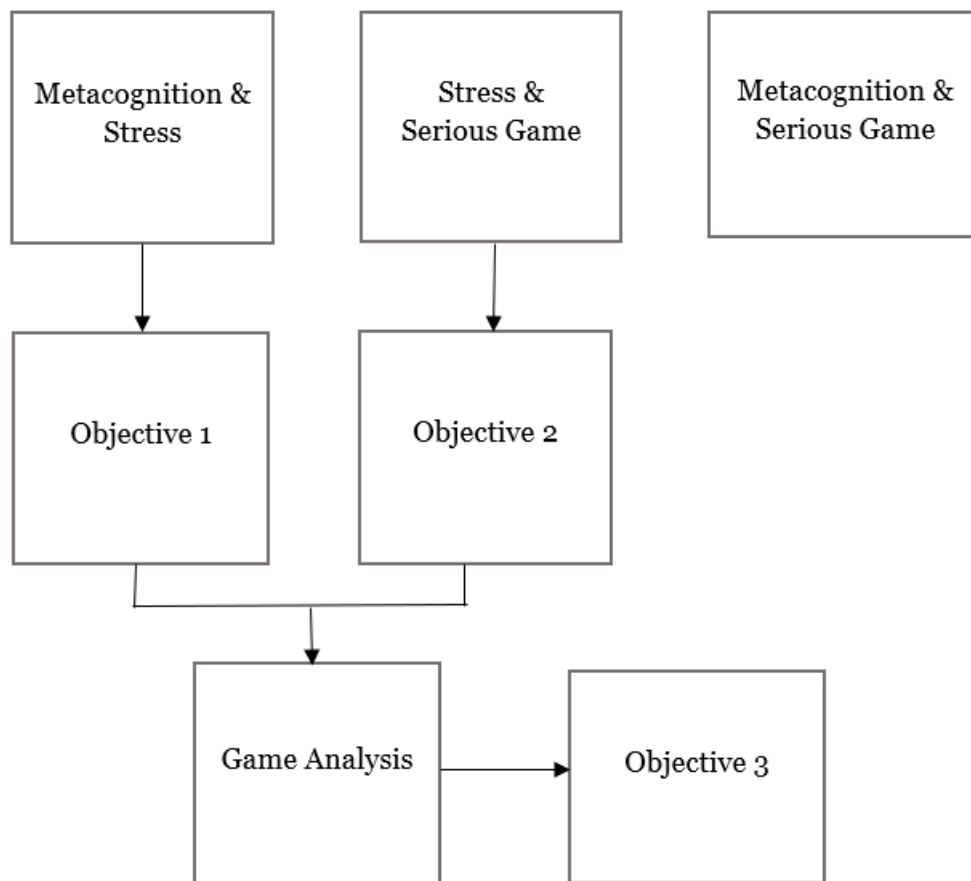 Metacognition &
Stress
Stress &
Serious Game
Metacognition &
Serious Game
Objective 1
Objective 2
Game Analysis
Objective 3